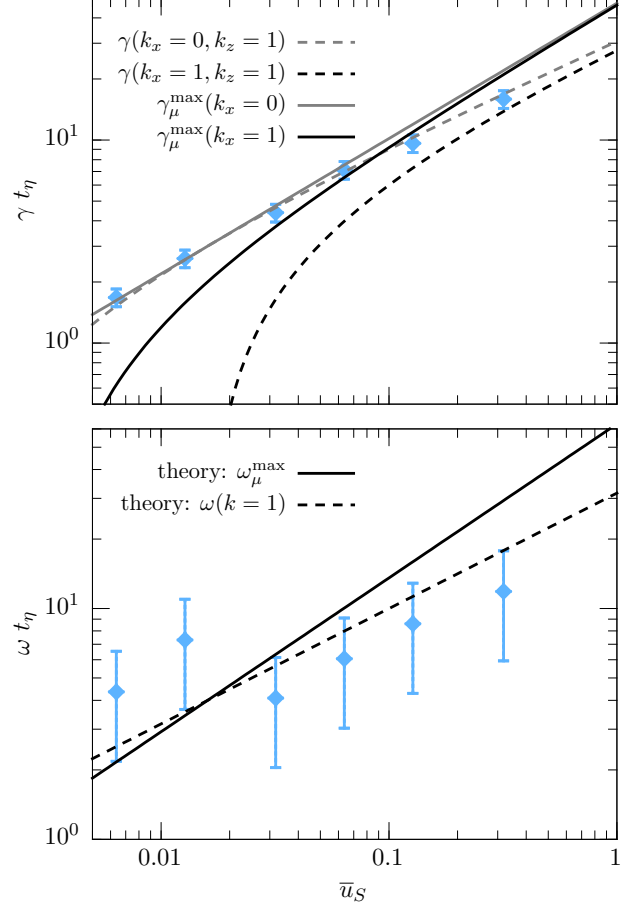 γ(k_x = 0, k_z = 1)
γ(k_x = 1, k_z = 1)
γ_μ^max(k_x = 0)
γ_μ^max(k_x = 1)
10^1
10^0
γ t_η
theory: ω_μ^max
theory: ω(k = 1)
10^1
10^0
ω t_η
0.01 0.1 1
u̅_S